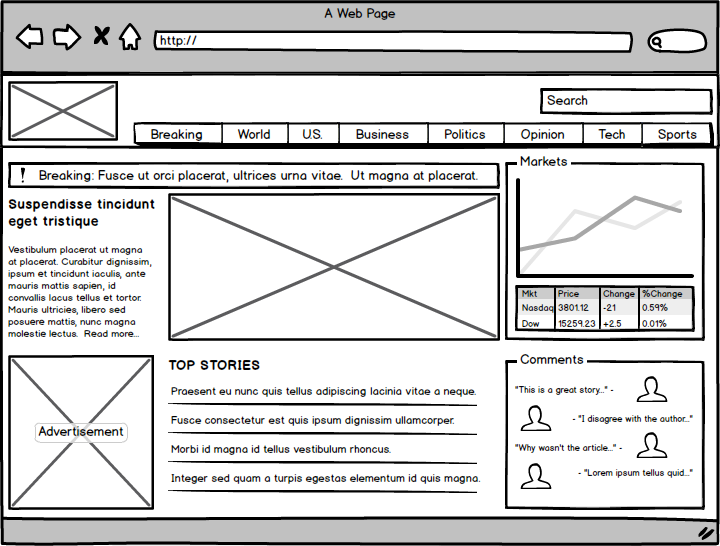 A Web Page
http://
Search
Breaking World U.S. Business Politics Opinion Tech Sports
! Breaking: Fusce ut orci placerat, ultrices urna vitae. Ut magna at placerat.
Suspendisse tincidunt
eget tristique
Vestibulum placerat ut magna
at placerat. Curabitur dignissim,
ipsum et tincidunt iaculis, ante
mauris mattis sapien, id
convallis lacus tellus et tortor.
Mauris ultricies, libero sed
posuere mattis, nunc magna
molestie lectus. Read more...
Advertisement
TOP STORIES
Praesent eu nunc quis tellus adipiscing lacinia vitae a neque.
Fusce consectetur est quis ipsum dignissim ullamcorper.
Morbi id magna id tellus vestibulum rhoncus.
Integer sed quam a turpis egestas elementum id quis magna.
Markets
Mkt Price Change %Change
Nasdaq 3801.12 -21 0.59%
Dow 15259.23 +2.5 0.01%
Comments
"This is a great story..." -
- "I disagree with the author..."
"Why wasn't the article..." -
- "Lorem ipsum tellus quid..."